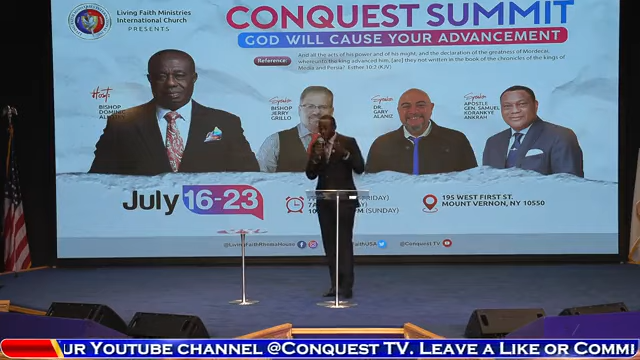 Living Faith Ministries
International Church
PRESENTS
CONQUEST SUMMIT
GOD WILL CAUSE YOUR ADVANCEMENT
Reference:
And all the acts of his power and of his might, and the declaration of the greatness of Mordecai,
whereunto the king advanced him, [are] they not written in the book of the chronicles of the kings of
Media and Persia? Esther 10:2 (KJV)
Host:
BISHOP
Speaker
BISHOP
JERRY
GRILLO
Speaker
DR.
GARY
ALANIZ
Speaker
APOSTLE
GEN. SAMUEL
KORANKYE
ANKRAH
July 16-23
(SUNDAY)
195 WEST FIRST ST.
MOUNT VERNON, NY 10550
@Conquest TV
UR YOUTUBE CHANNEL @CONQUEST TV. LEAVE A LIKE OR COMM